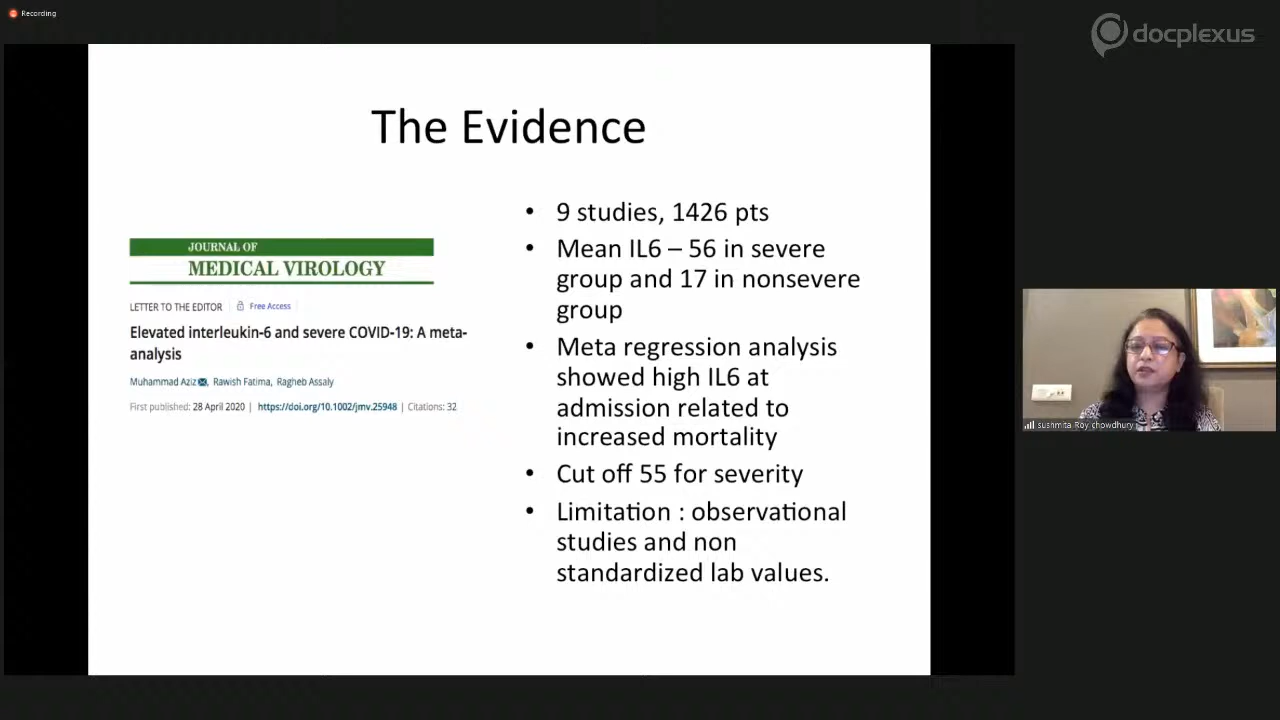 Recording
docplexus
The Evidence
JOURNAL OF
MEDICAL VIROLOGY
LETTER TO THE EDITOR | Free Access
Elevated interleukin-6 and severe COVID-19: A meta-
analysis
Muhammad Aziz, Rawish Fatima, Ragheb Assaly
First published: 28 April 2020 | https://doi.org/10.1002/jmv.25948 | Citations: 32
• 9 studies, 1426 pts
• Mean IL6 – 56 in severe
group and 17 in nonsevere
group
• Meta regression analysis
showed high IL6 at
admission related to
increased mortality
• Cut off 55 for severity
• Limitation : observational
studies and non
standardized lab values.
sushmita Roy chowdhury